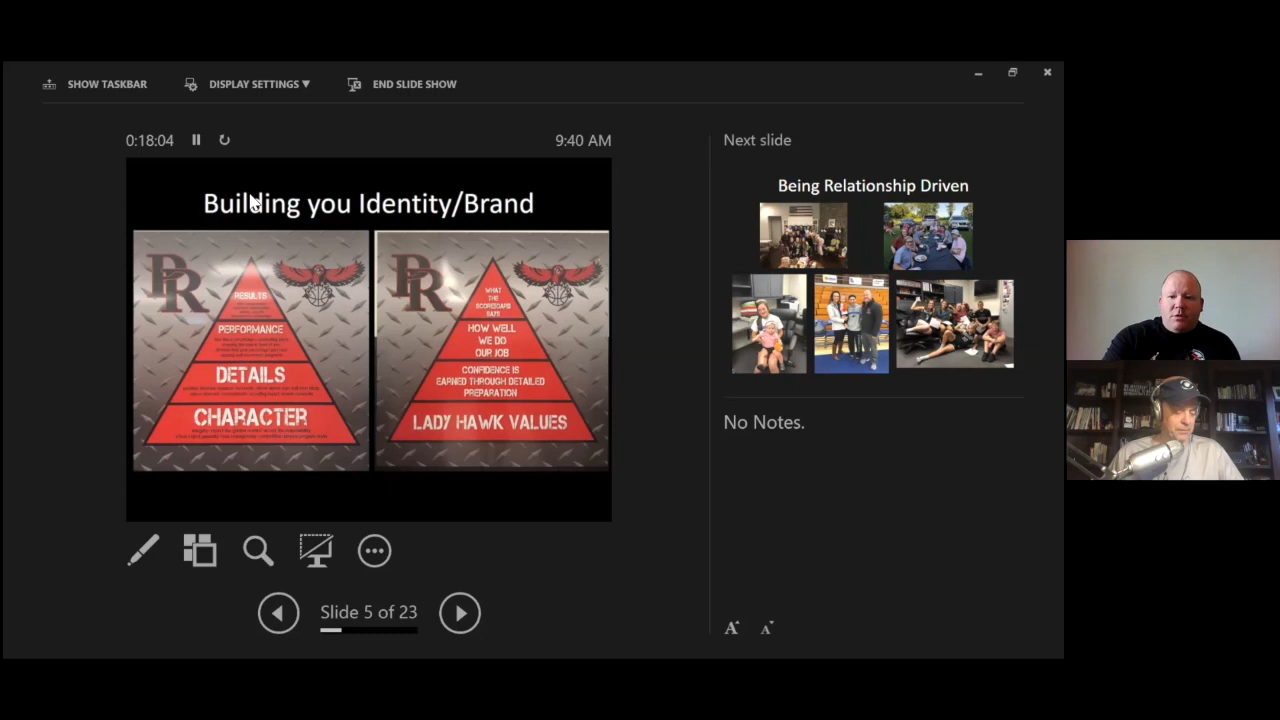 SHOW TASKBAR
DISPLAY SETTINGS ▼
END SLIDE SHOW
0:18:04
9:40 AM
Building you Identity/Brand
PR
RESULTS
PERFORMANCE
DETAILS
CHARACTER
PR
WHAT
THE
SCOREBOARD
SAYS
HOW WELL
WE DO
OUR JOB
CONFIDENCE IS
EARNED THROUGH DETAILED
PREPARATION
LADY HAWK VALUES
Slide 5 of 23
Next slide
Being Relationship Driven
No Notes.
A
A